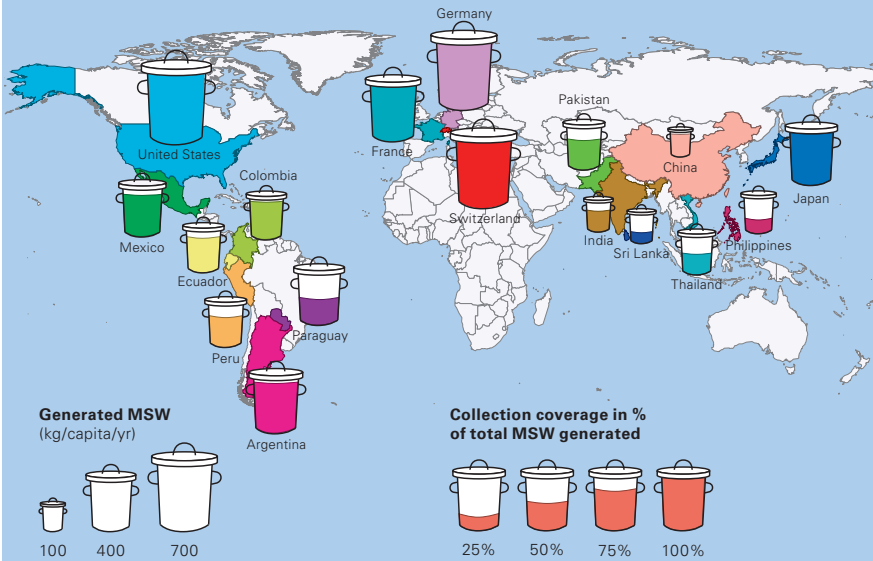 Germany
Pakistan
United States
France
China
Colombia
Switzerland
Japan
Mexico
India
Sri Lanka
Philippines
Ecuador
Thailand
Paraguay
Peru
Argentina
Generated MSW
(kg/capita/yr)
100 400 700
Collection coverage in %
of total MSW generated
25% 50% 75% 100%